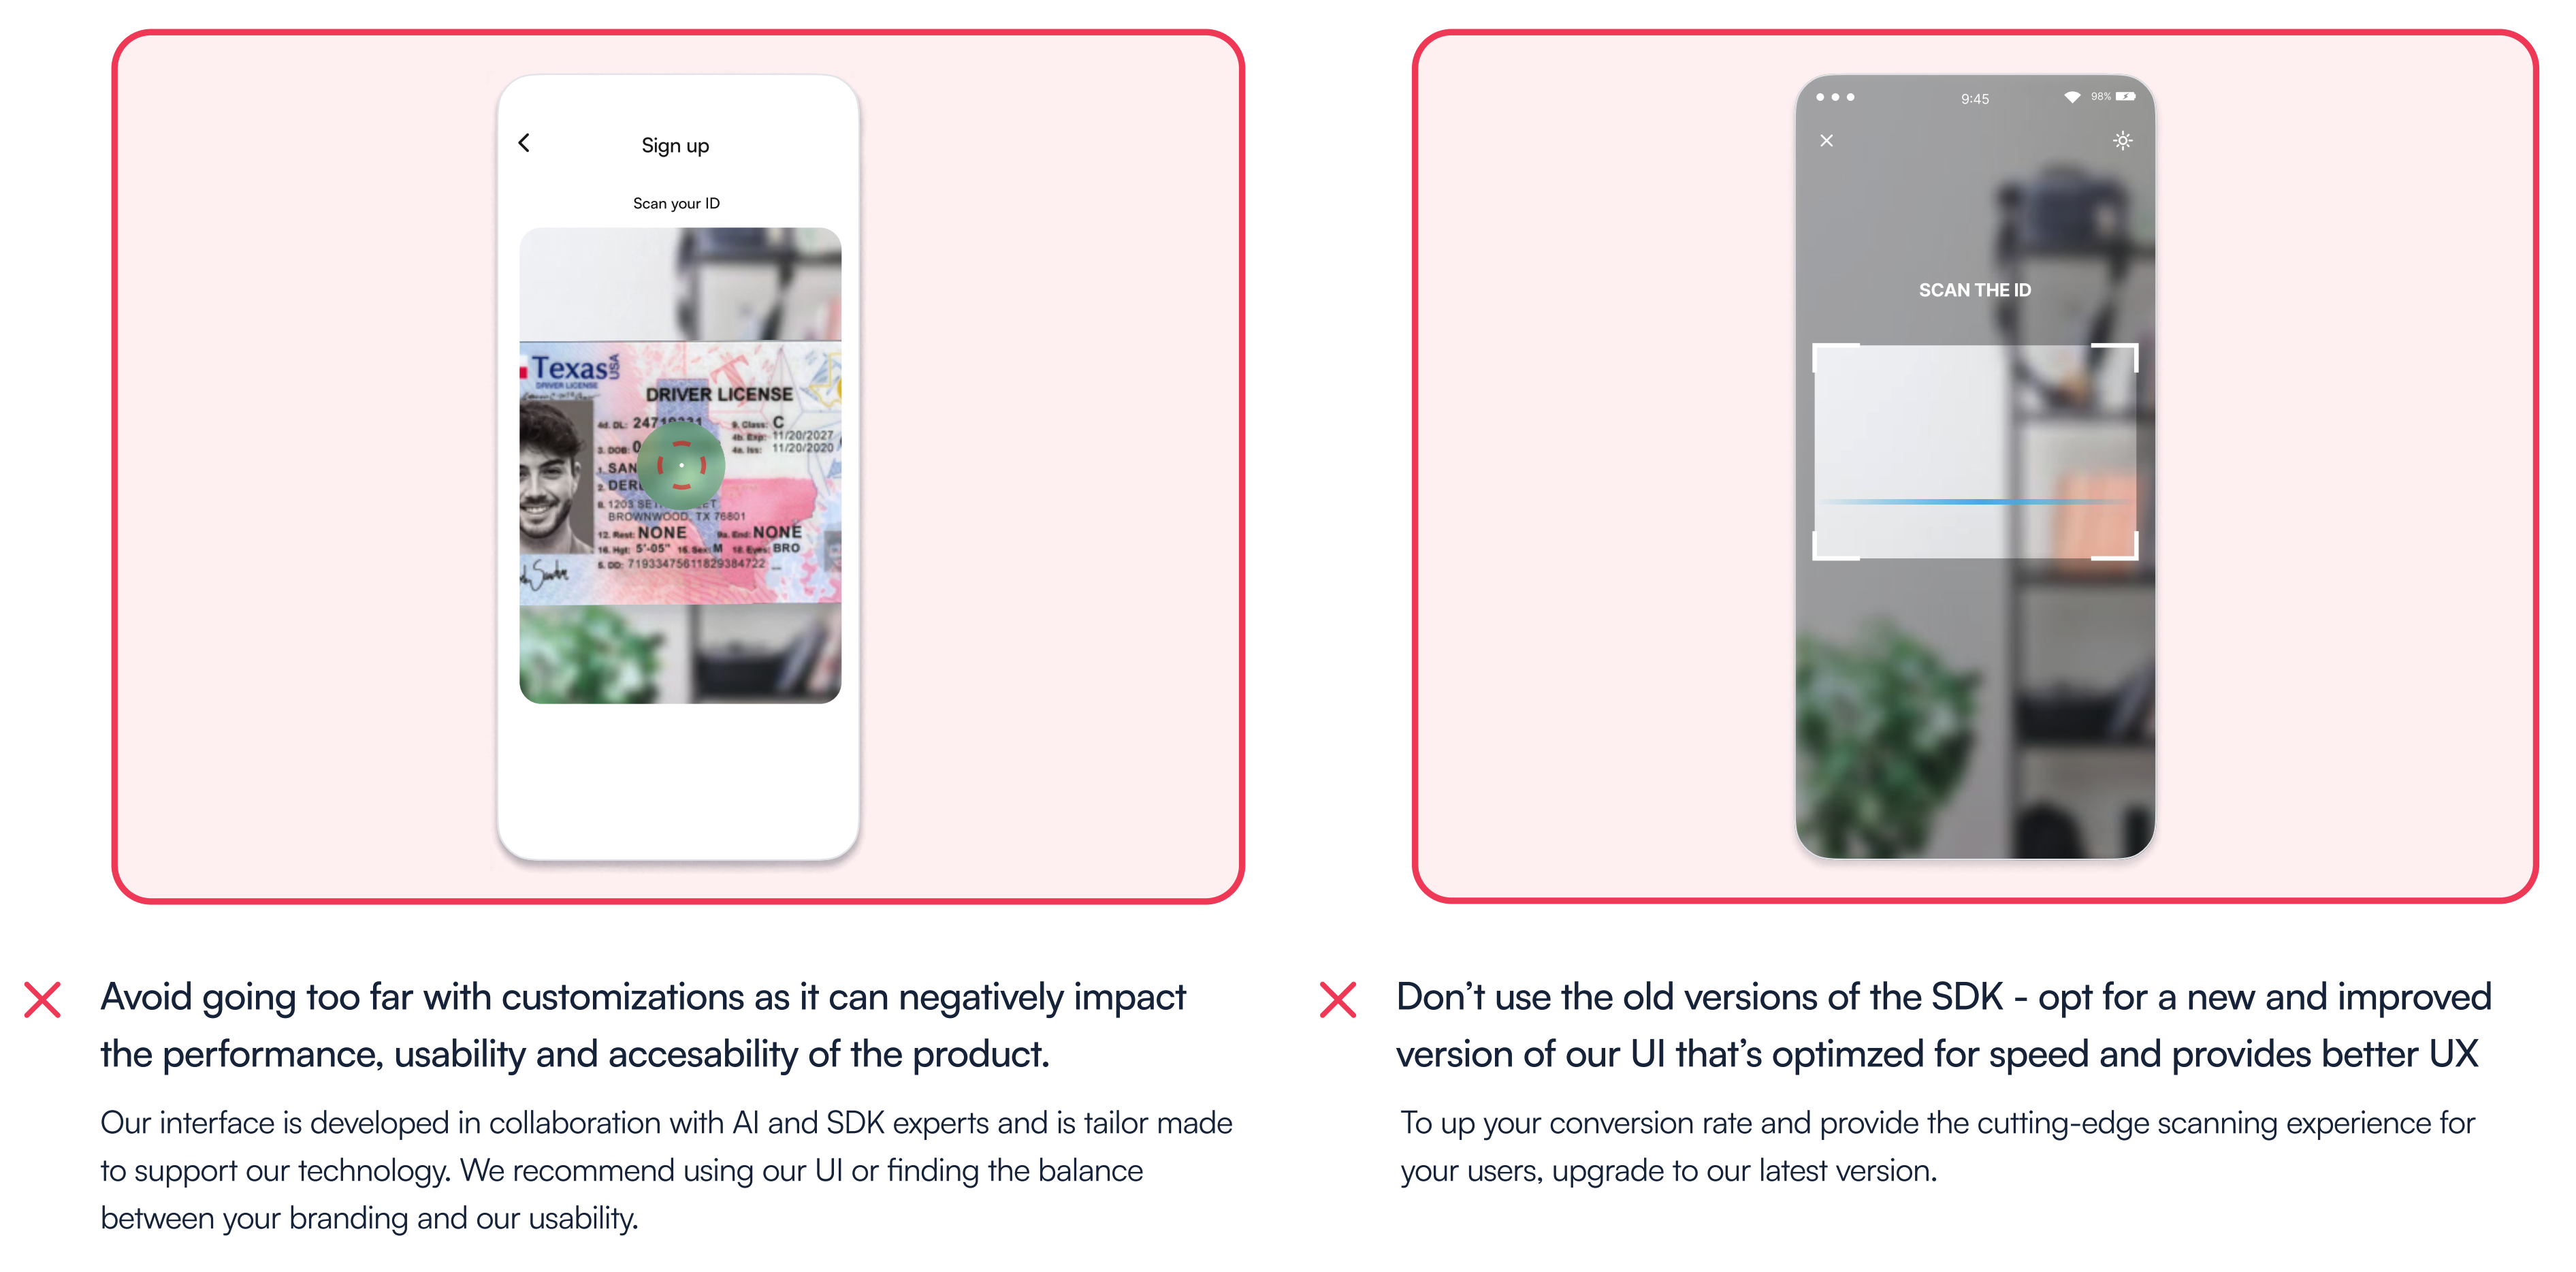 Sign up
Scan your ID
Texas USA
DRIVER LICENSE
DRIVER LICENSE
4d. DL: 247
9. Class: C
4b. Exp: 11/20/2027
3. DOB: 0
4a. Iss: 11/20/2020
1. SAN
2. DER
8. 1203 SE
BROWNWOOD, TX 76801
12. Rest: NONE 9a. End: NONE
16. Hgt: 5'-05" 15. Sex: M 18. Eyes: BRO
5. DD: 71933475611829384722
9:45
98%
SCAN THE ID
Avoid going too far with customizations as it can negatively impact
the performance, usability and accesability of the product.
Our interface is developed in collaboration with AI and SDK experts and is tailor made
to support our technology. We recommend using our UI or finding the balance
between your branding and our usability.
Don’t use the old versions of the SDK - opt for a new and improved
version of our UI that’s optimzed for speed and provides better UX
To up your conversion rate and provide the cutting-edge scanning experience for
your users, upgrade to our latest version.